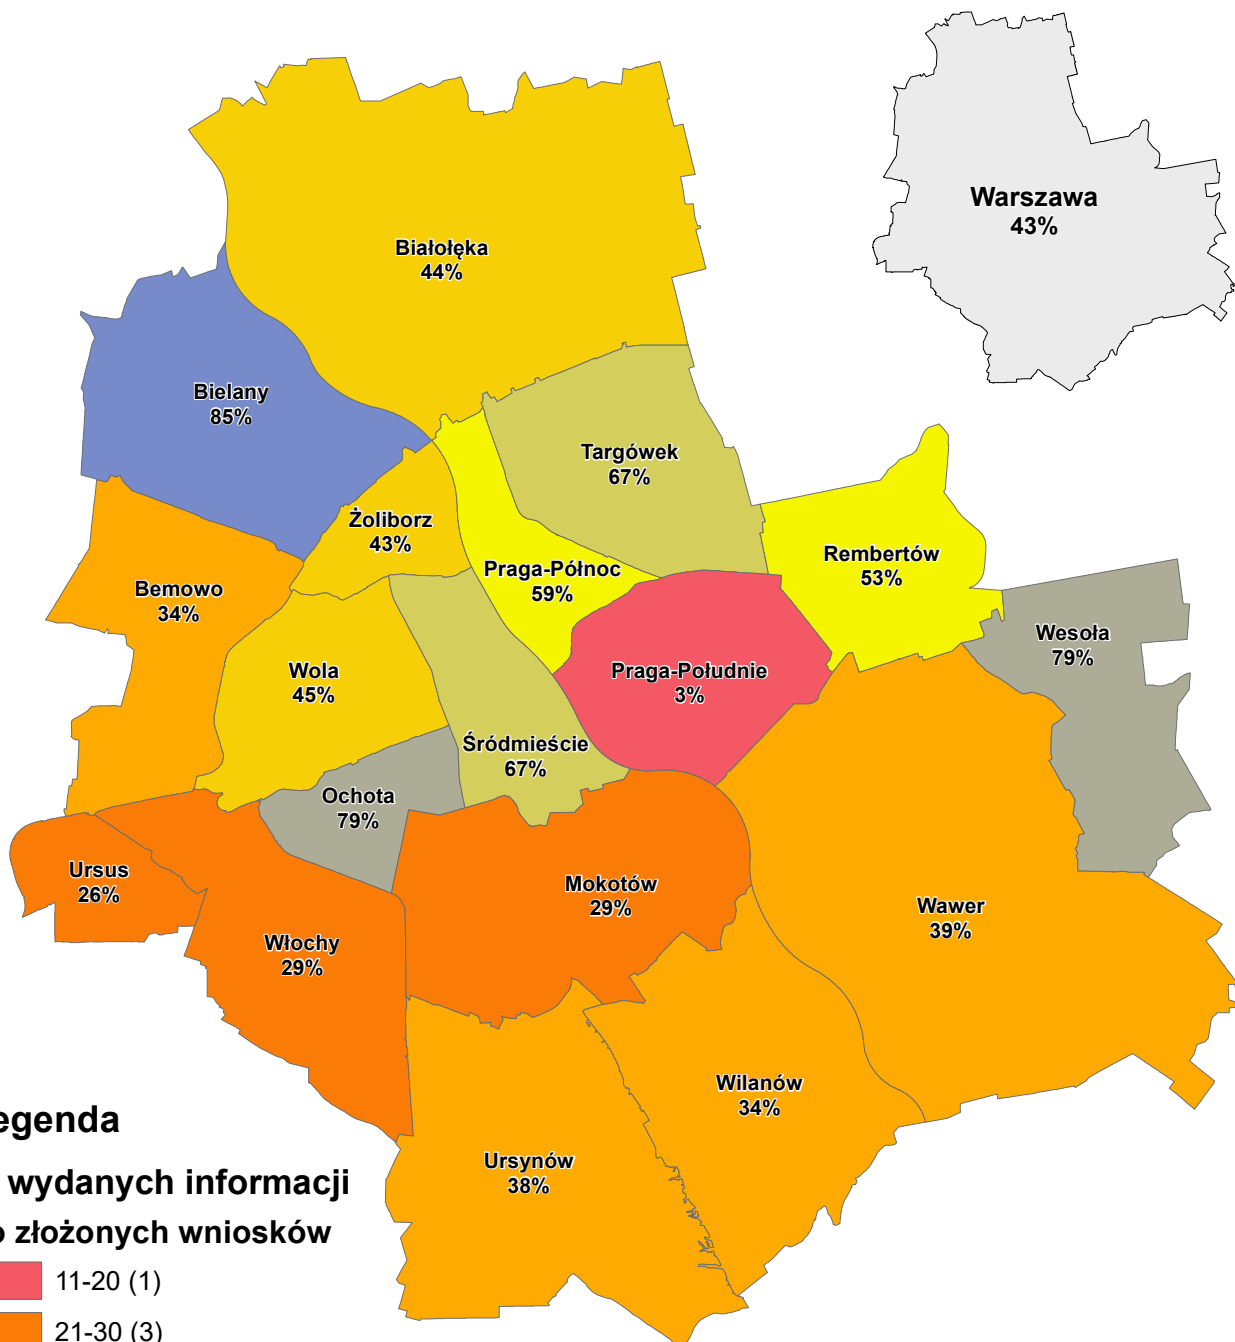 Warszawa
43%
Białołęka
44%
Bielany
85%
Targówek
67%
Żoliborz
43%
Rembertów
53%
Praga-Północ
59%
Bemowo
34%
Wesoła
79%
Wola
45%
Praga-Południe
3%
Śródmieście
67%
Ochota
79%
Ursus
26%
Mokotów
29%
Wawer
39%
Włochy
29%
Wilanów
34%
Ursynów
38%
egenda
wydanych informacji
o złożonych wniosków
11-20 (1)
21-30 (3)